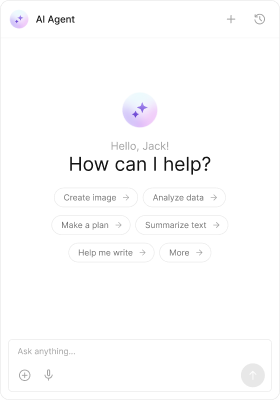 AI Agent
Hello, Jack!
How can I help?
Create image
Analyze data
Make a plan
Summarize text
Help me write
More
Ask anything...